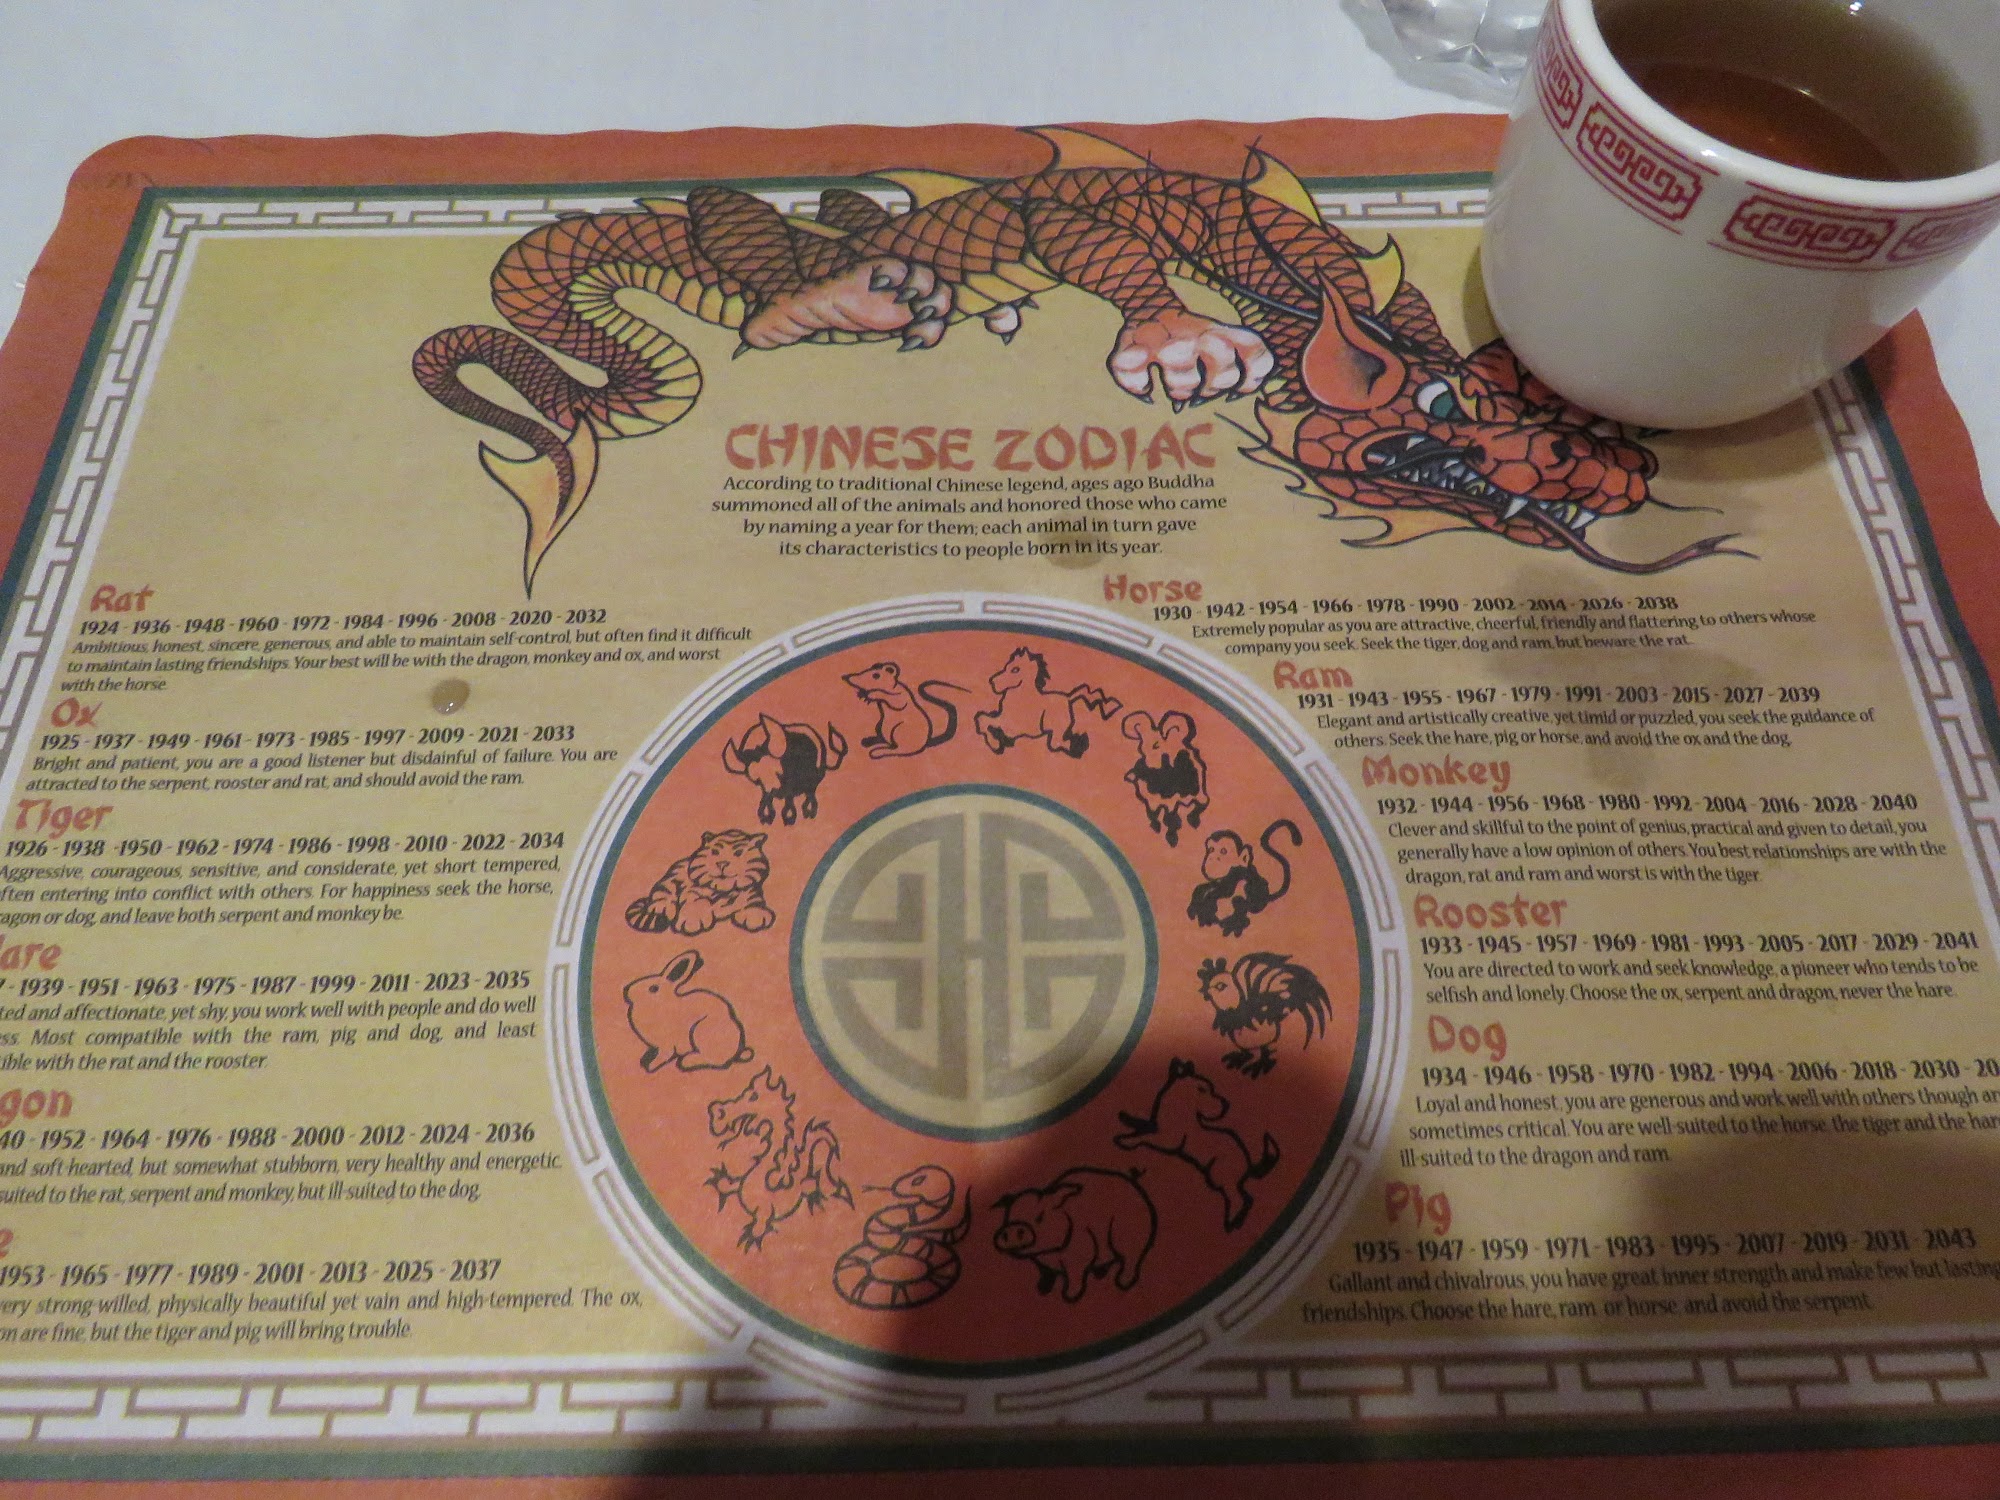 CHINESE ZODIAC
According to traditional Chinese legend, ages ago Buddha
summoned all of the animals and honored those who came
by naming a year for them; each animal in turn gave
its characteristics to people born in its year.
Rat
1924 - 1936 - 1948 - 1960 - 1972 - 1984 - 1996 - 2008 - 2020 - 2032
Ambitious, honest, sincere, generous, and able to maintain self-control, but often find it difficult
to maintain lasting friendships. Your best will be with the dragon, monkey and ox, and worst
with the horse.
Ox
1925 - 1937 - 1949 - 1961 - 1973 - 1985 - 1997 - 2009 - 2021 - 2033
Bright and patient, you are a good listener but disdainful of failure. You are
attracted to the serpent, rooster and rat, and should avoid the ram.
Tiger
1926 - 1938 - 1950 - 1962 - 1974 - 1986 - 1998 - 2010 - 2022 - 2034
Aggressive, courageous, sensitive, and considerate, yet short tempered,
ften entering into conflict with others. For happiness seek the horse,
ragon or dog, and leave both serpent and monkey be.
are
7 - 1939 - 1951 - 1963 - 1975 - 1987 - 1999 - 2011 - 2023 - 2035
ted and affectionate, yet shy, you work well with people and do well
ss. Most compatible with the ram, pig and dog, and least
ible with the rat and the rooster.
gon
40 - 1952 - 1964 - 1976 - 1988 - 2000 - 2012 - 2024 - 2036
and soft-hearted, but somewhat stubborn, very healthy and energetic.
suited to the rat, serpent and monkey, but ill-suited to the dog.
e
1953 - 1965 - 1977 - 1989 - 2001 - 2013 - 2025 - 2037
very strong-willed, physically beautiful yet vain and high-tempered. The ox,
on are fine, but the tiger and pig will bring trouble.
Horse
1930 - 1942 - 1954 - 1966 - 1978 - 1990 - 2002 - 2014 - 2026 - 2038
Extremely popular as you are attractive, cheerful, friendly and flattering to others whose
company you seek. Seek the tiger, dog and ram, but beware the rat.
Ram
1931 - 1943 - 1955 - 1967 - 1979 - 1991 - 2003 - 2015 - 2027 - 2039
Elegant and artistically creative, yet timid or puzzled, you seek the guidance of
others. Seek the hare, pig or horse, and avoid the ox and the dog.
Monkey
1932 - 1944 - 1956 - 1968 - 1980 - 1992 - 2004 - 2016 - 2028 - 2040
Clever and skillful to the point of genius, practical and given to detail, you
generally have a low opinion of others. You best relationships are with the
dragon, rat and ram and worst is with the tiger.
Rooster
1933 - 1945 - 1957 - 1969 - 1981 - 1993 - 2005 - 2017 - 2029 - 2041
You are directed to work and seek knowledge, a pioneer who tends to be
selfish and lonely. Choose the ox, serpent and dragon, never the hare.
Dog
1934 - 1946 - 1958 - 1970 - 1982 - 1994 - 2006 - 2018 - 2030 - 20
Loyal and honest, you are generous and work well with others though ar
sometimes critical. You are well-suited to the horse, the tiger and the hare
Ill-suited to the dragon and ram.
Pig
1935 - 1947 - 1959 - 1971 - 1983 - 1995 - 2007 - 2019 - 2031 - 2043
Gallant and chivalrous, you have great inner strength and make few but lasting
friendships. Choose the hare, ram or horse and avoid the serpent.